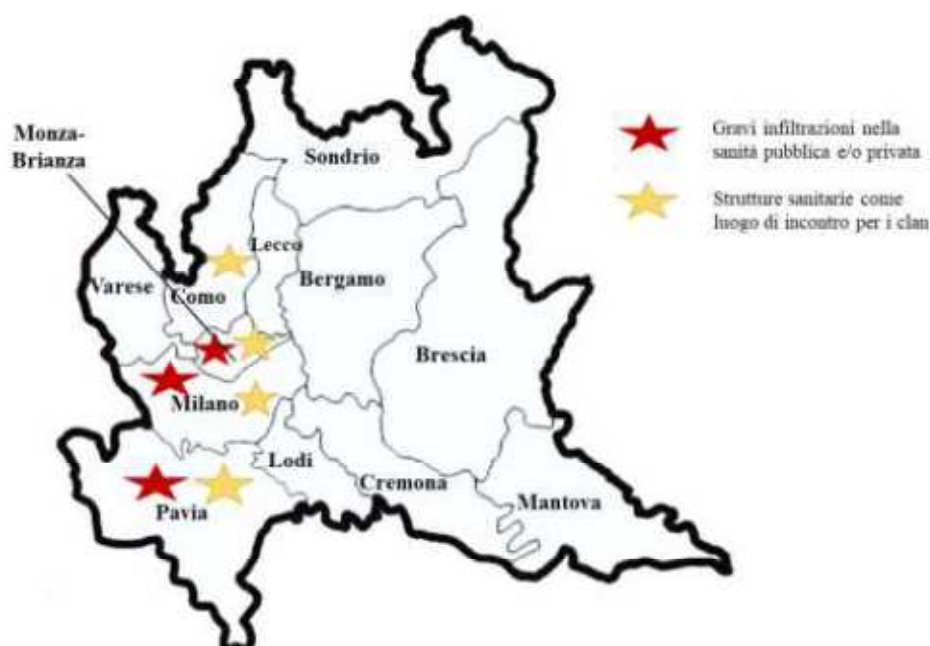 Monza-
Brianza
Sondrio
Lecco
Varese
Como
Bergamo
Brescia
Milano
Lodi
Cremona
Pavia
Mantova
Gravi infiltrazioni nella
sanità pubblica e/o privata
Strutture sanitarie come
luogo di incontro per i clan